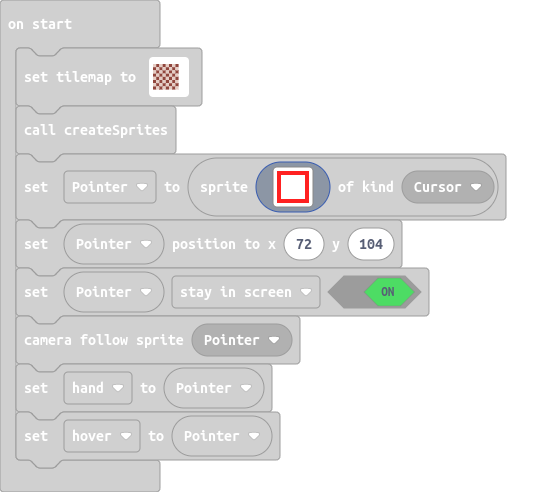 on start
set tilemap to
call createSprites
set Pointer to sprite of kind Cursor
set Pointer position to x 72 y 104
set Pointer stay in screen ON
camera follow sprite Pointer
set hand to Pointer
set hover to Pointer